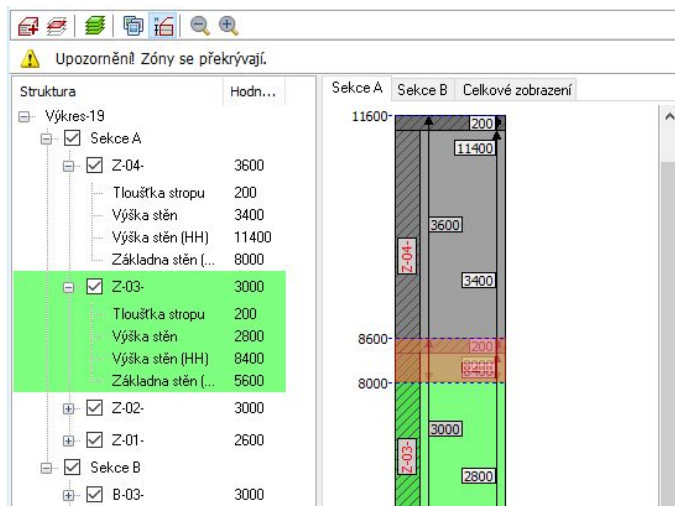 Upozornění! Zóny se překrývají.
Struktura Hodn...
Výkres-19
Sekce A
Z-04- 3600
Tloušťka stropu 200
Výška stěn 3400
Výška stěn (HH) 11400
Základna stěn (... 8000
Z-03- 3000
Tloušťka stropu 200
Výška stěn 2800
Výška stěn (HH) 8400
Základna stěn (... 5600
Z-02- 3000
Z-01- 2600
Sekce B
B-03- 3000
Sekce A Sekce B Celkové zobrazení
11600
200
11400
3600
Z-04-
3400
8600
200
8400
8000
3000
Z-03-
2800